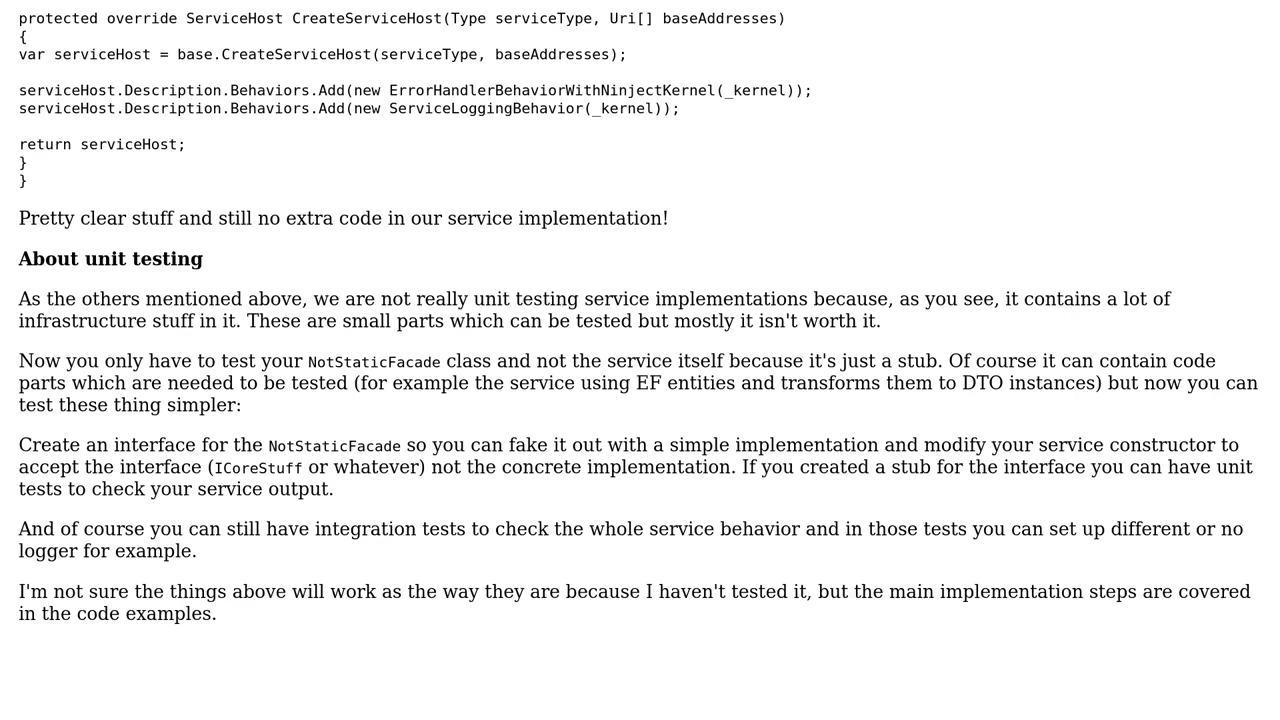 protected override ServiceHost CreateServiceHost(Type serviceType, Uri[] baseAddresses)
{
var serviceHost = base.CreateServiceHost(serviceType, baseAddresses);
serviceHost.Description.Behaviors.Add(new ErrorHandlerBehaviorWithNinjectKernel(_kernel));
serviceHost.Description.Behaviors.Add(new ServiceLoggingBehavior(_kernel));
return serviceHost;
}
}
Pretty clear stuff and still no extra code in our service implementation!
About unit testing
As the others mentioned above, we are not really unit testing service implementations because, as you see, it contains a lot of
infrastructure stuff in it. These are small parts which can be tested but mostly it isn't worth it.
Now you only have to test your NotStaticFacade class and not the service itself because it's just a stub. Of course it can contain code
parts which are needed to be tested (for example the service using EF entities and transforms them to DTO instances) but now you can
test these thing simpler:
Create an interface for the NotStaticFacade so you can fake it out with a simple implementation and modify your service constructor to
accept the interface (ICoreStuff or whatever) not the concrete implementation. If you created a stub for the interface you can have unit
tests to check your service output.
And of course you can still have integration tests to check the whole service behavior and in those tests you can set up different or no
logger for example.
I'm not sure the things above will work as the way they are because I haven't tested it, but the main implementation steps are covered
in the code examples.